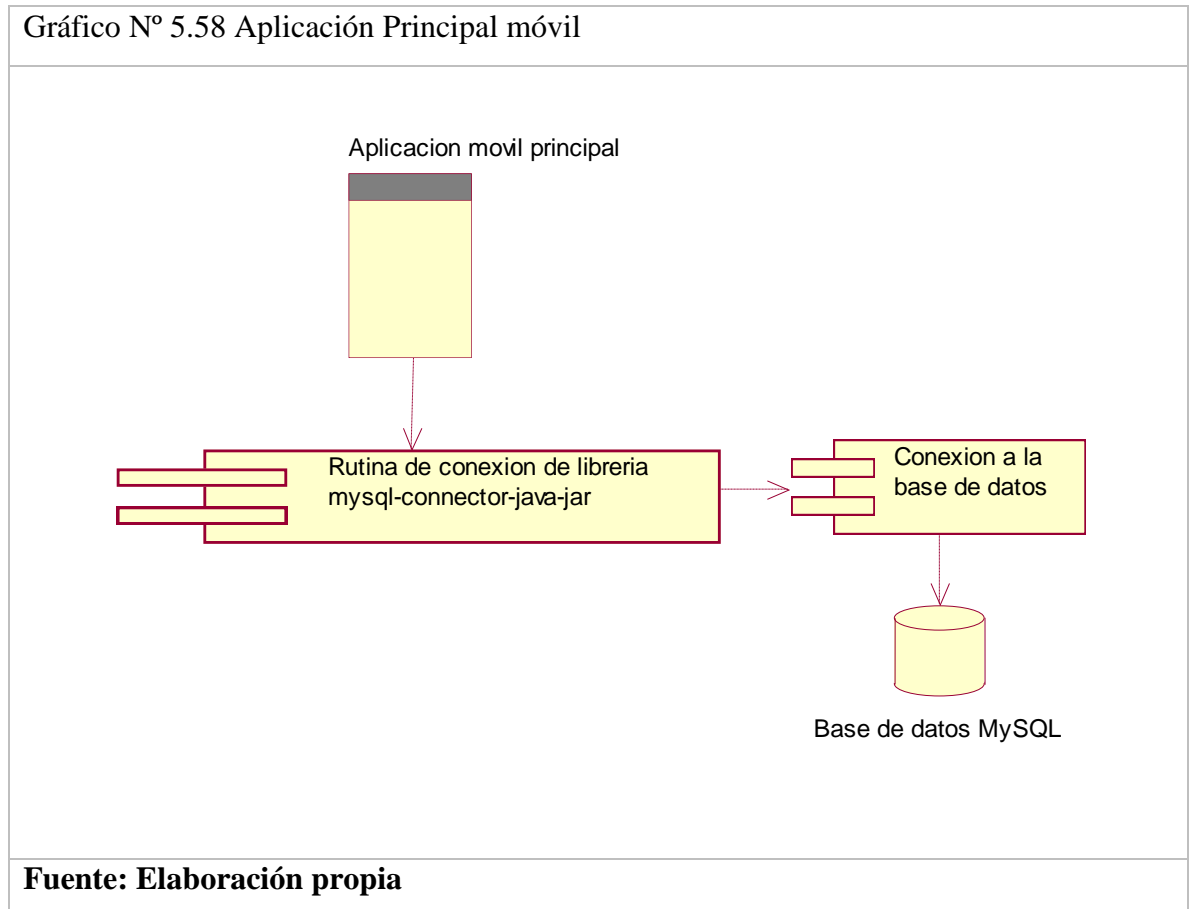 Gráfico Nº 5.58 Aplicación Principal móvil
Aplicacion movil principal
Rutina de conexion de libreria
mysql-connector-java-jar
Conexion a la
base de datos
Base de datos MySQL
Fuente: Elaboración propia